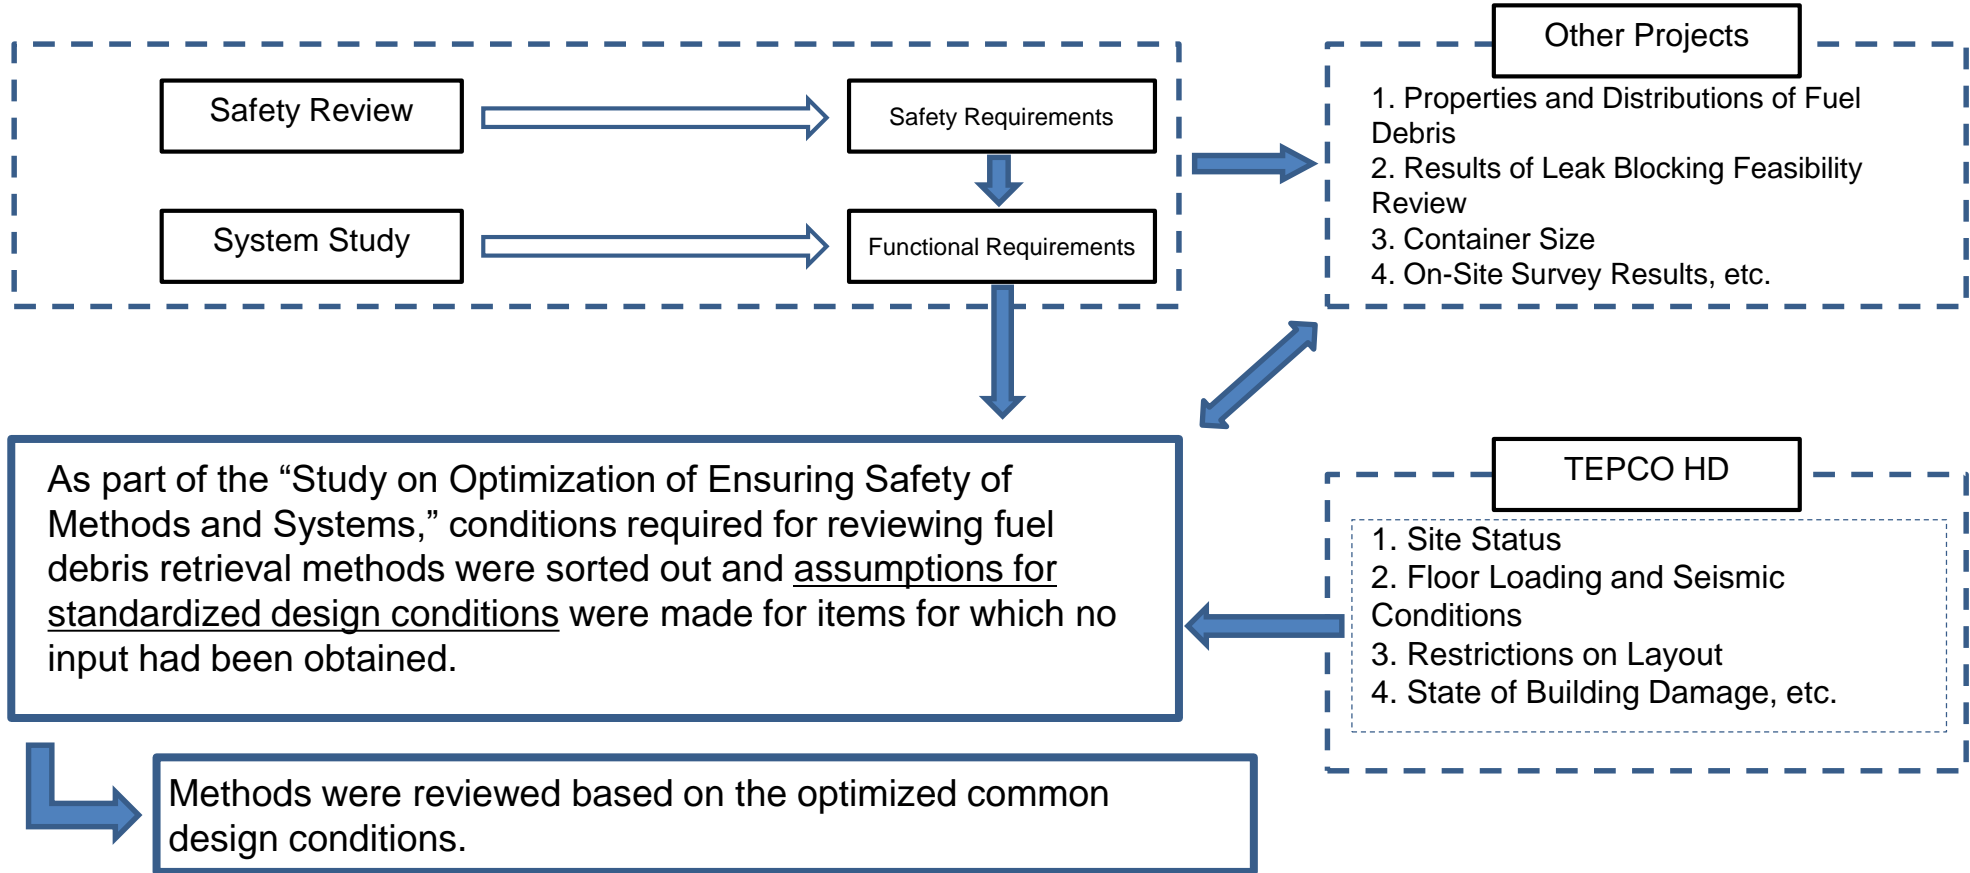 Safety Review
Safety Requirements
System Study
Functional Requirements
Other Projects
1. Properties and Distributions of Fuel
Debris
2. Results of Leak Blocking Feasibility
Review
3. Container Size
4. On-Site Survey Results, etc.
As part of the “Study on Optimization of Ensuring Safety of
Methods and Systems,” conditions required for reviewing fuel
debris retrieval methods were sorted out and assumptions for
standardized design conditions were made for items for which no
input had been obtained.
TEPCO HD
1. Site Status
2. Floor Loading and Seismic
Conditions
3. Restrictions on Layout
4. State of Building Damage, etc.
Methods were reviewed based on the optimized common
design conditions.